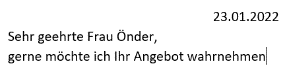 23.01.2022
Sehr geehrte Frau Önder,
gerne möchte ich Ihr Angebot wahrnehmen